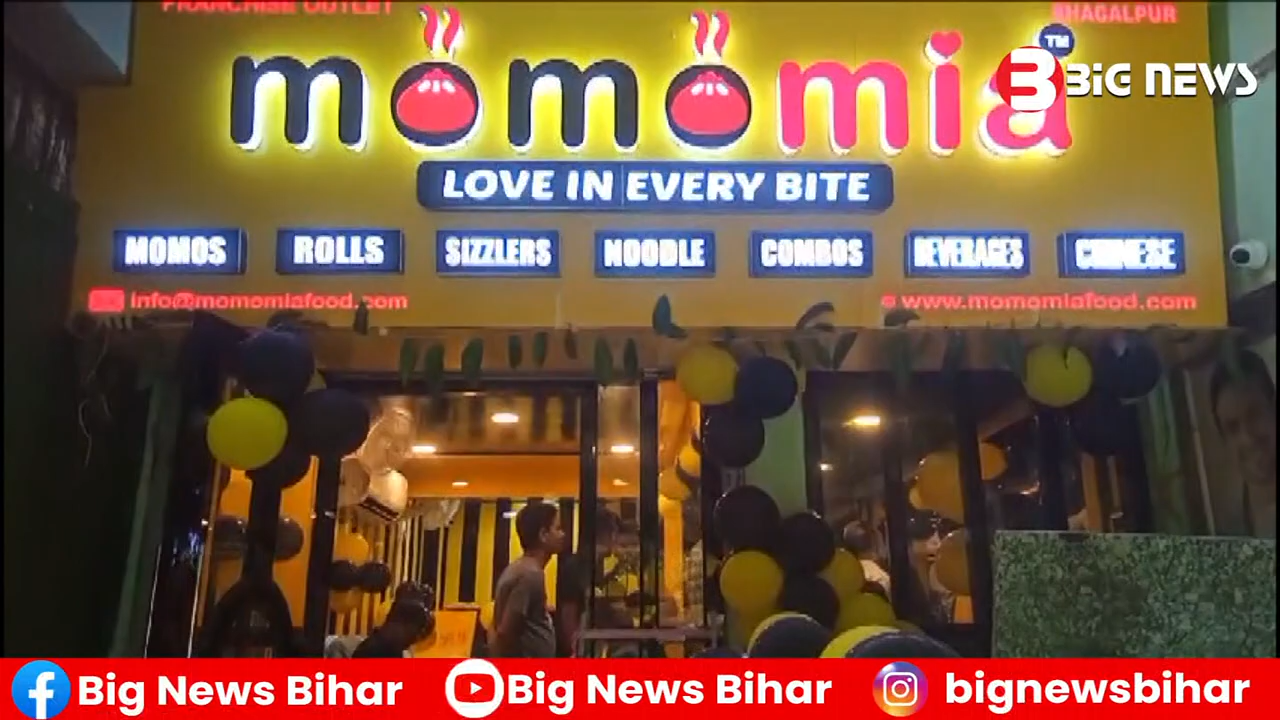 FRANCHISE OUTLET
BHAGALPUR
momomia
TM
3 BiG NEWS
LOVE IN EVERY BITE
MOMOS ROLLS SIZZLERS NOODLE COMBOS BEVERAGES CHINESE
info@momomiafood.com
www.momomiafood.com
Big News Bihar Big News Bihar bignewsbihar